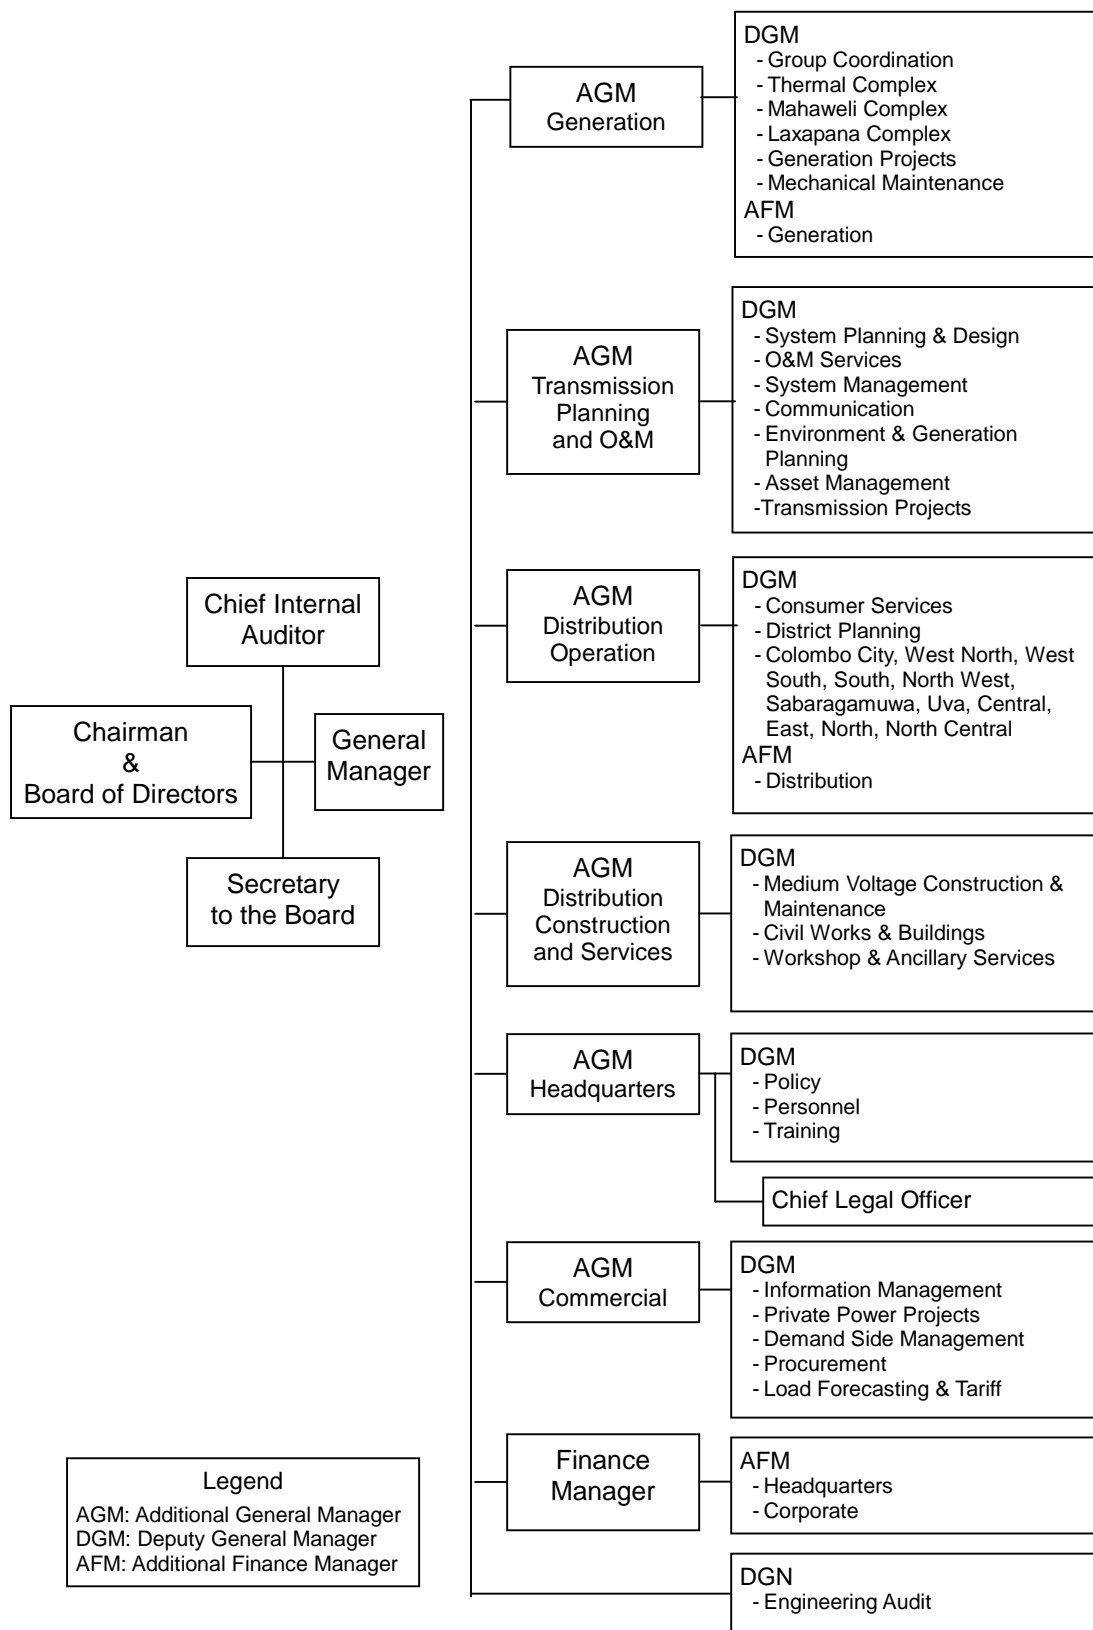 Chief Internal
Auditor
Chairman
&
Board of Directors
General
Manager
Secretary
to the Board
AGM
Generation
DGM
- Group Coordination
- Thermal Complex
- Mahaweli Complex
- Laxapana Complex
- Generation Projects
- Mechanical Maintenance
AFM
- Generation
AGM
Transmission
Planning
and O&M
DGM
- System Planning & Design
- O&M Services
- System Management
- Communication
- Environment & Generation
Planning
- Asset Management
-Transmission Projects
AGM
Distribution
Operation
DGM
- Consumer Services
- District Planning
- Colombo City, West North, West
South, South, North West,
Sabaragamuwa, Uva, Central,
East, North, North Central
AFM
- Distribution
AGM
Distribution
Construction
and Services
DGM
- Medium Voltage Construction &
Maintenance
- Civil Works & Buildings
- Workshop & Ancillary Services
AGM
Headquarters
DGM
- Policy
- Personnel
- Training
Chief Legal Officer
AGM
Commercial
DGM
- Information Management
- Private Power Projects
- Demand Side Management
- Procurement
- Load Forecasting & Tariff
Finance
Manager
AFM
- Headquarters
- Corporate
DGN
- Engineering Audit
Legend
AGM: Additional General Manager
DGM: Deputy General Manager
AFM: Additional Finance Manager